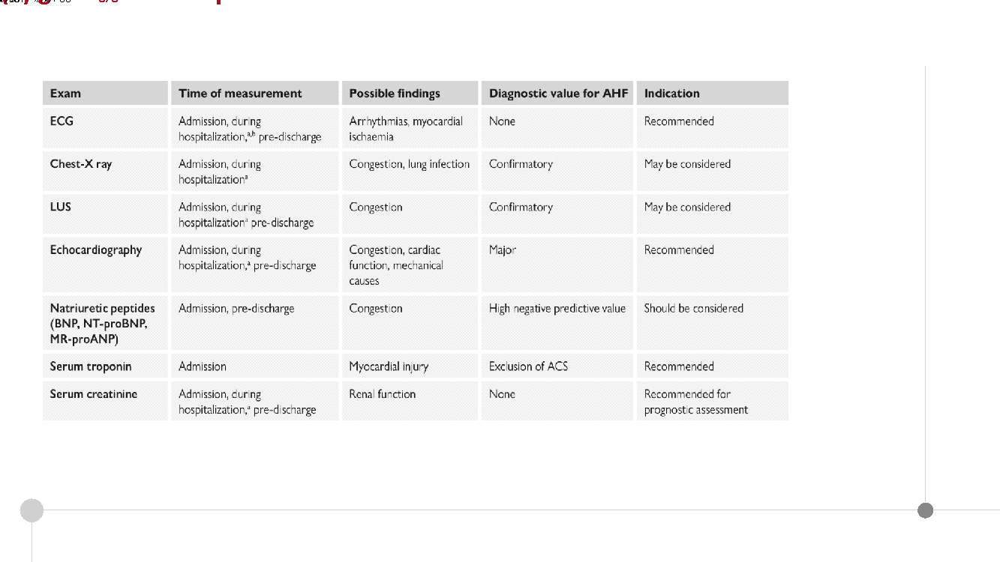 Exam Time of measurement Possible findings Diagnostic value for AHF Indication
ECG Admission, during hospitalization,a,b pre-discharge Arrhythmias, myocardial ischaemia None Recommended
Chest-X ray Admission, during hospitalizationa Congestion, lung infection Confirmatory May be considered
LUS Admission, during hospitalizationa pre-discharge Congestion Confirmatory May be considered
Echocardiography Admission, during hospitalization,a pre-discharge Congestion, cardiac function, mechanical causes Major Recommended
Natriuretic peptides (BNP, NT-proBNP, MR-proANP) Admission, pre-discharge Congestion High negative predictive value Should be considered
Serum troponin Admission Myocardial injury Exclusion of ACS Recommended
Serum creatinine Admission, during hospitalization,a pre-discharge Renal function None Recommended for prognostic assessment